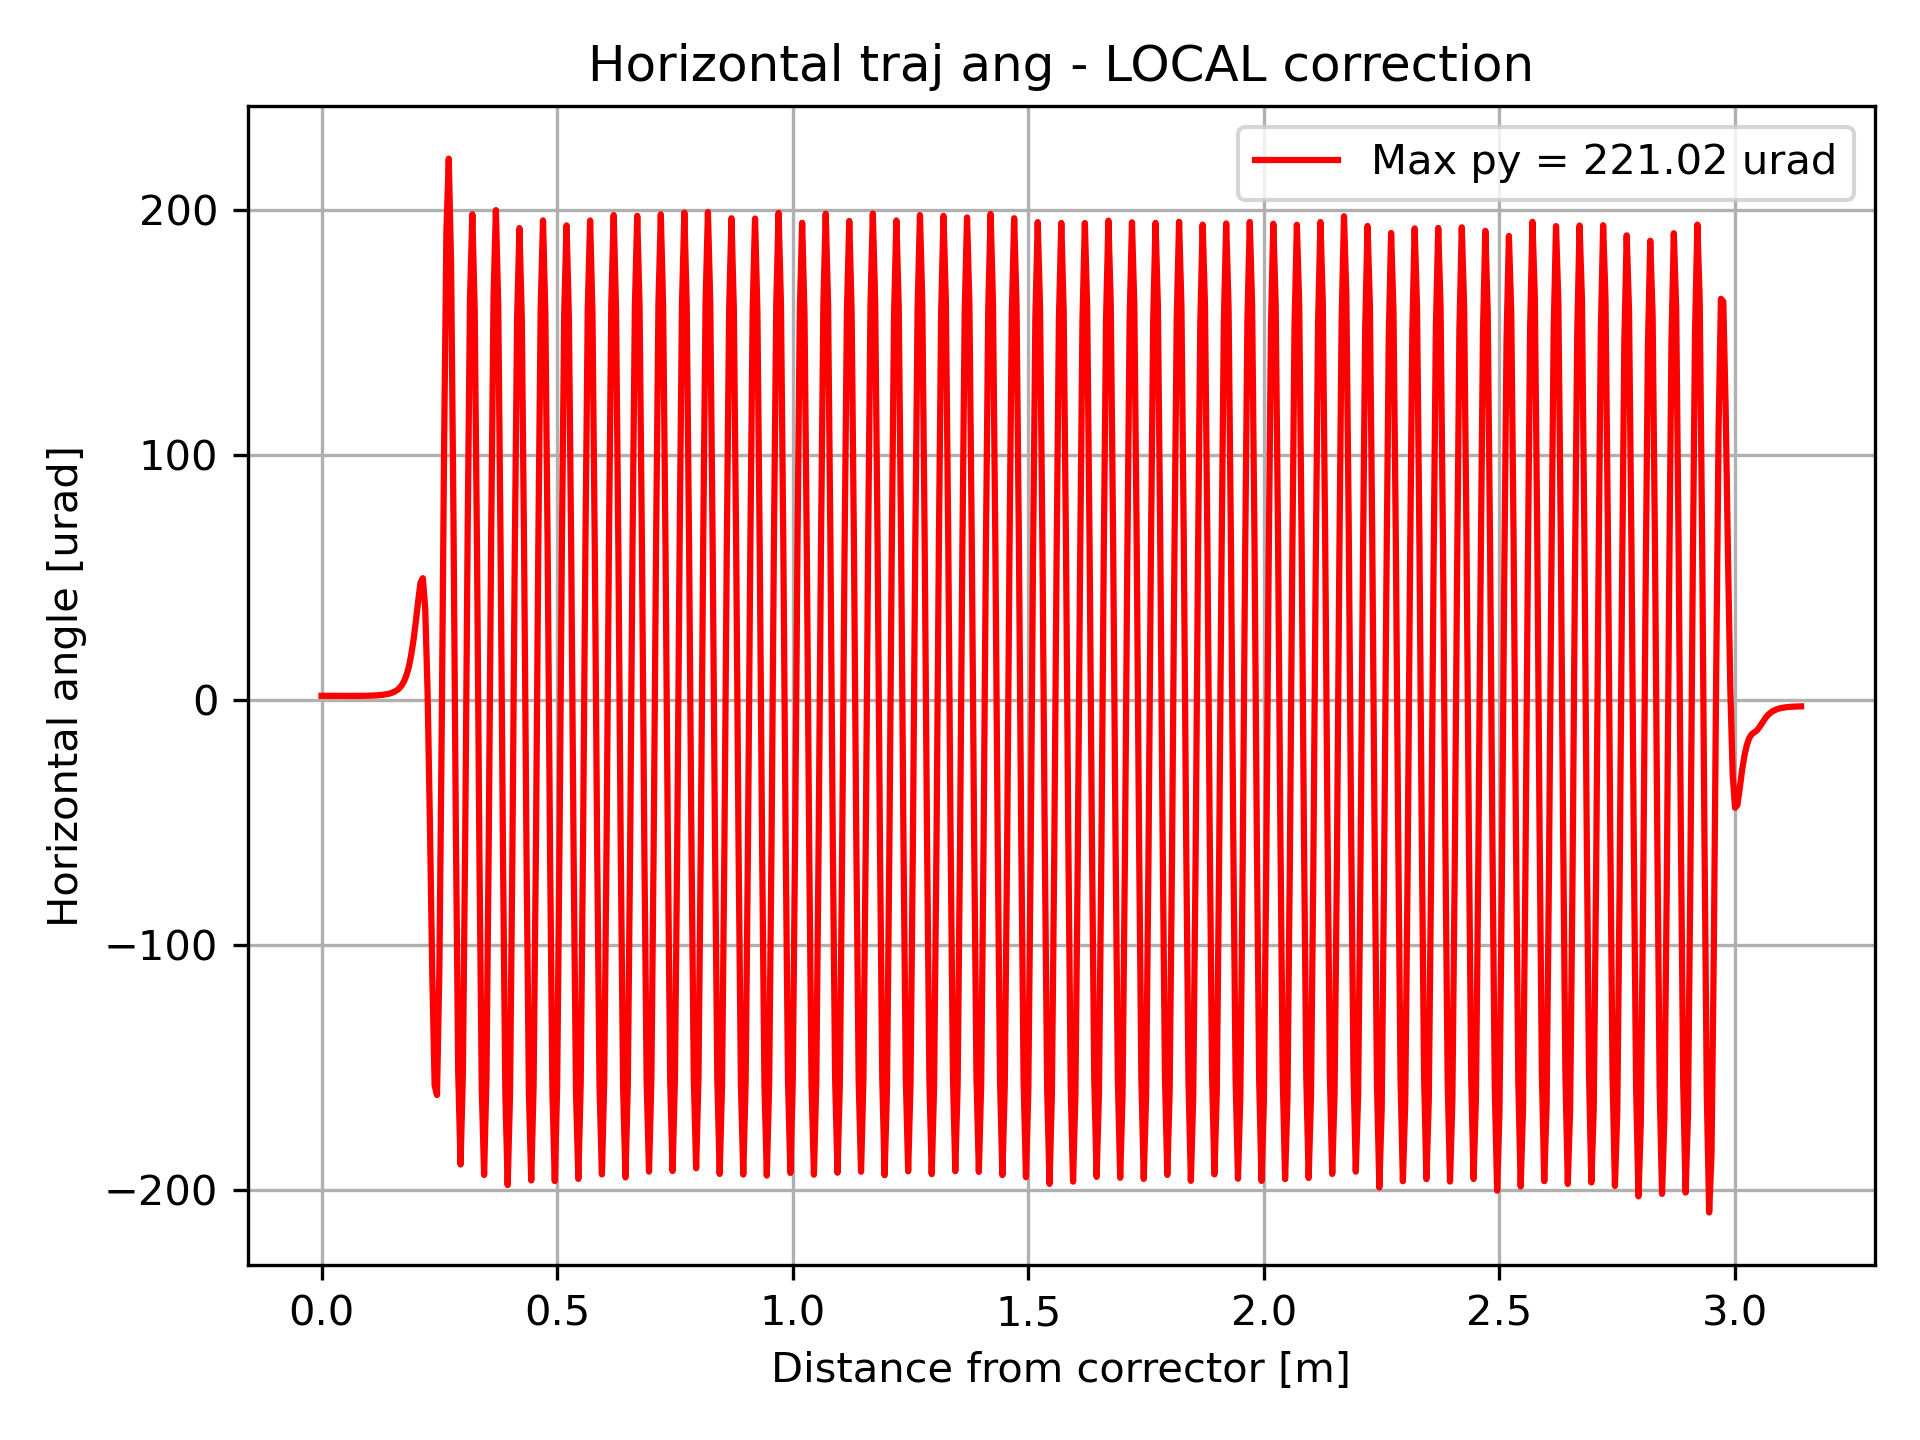 Horizontal traj ang - LOCAL correction
Max py = 221.02 urad
Horizontal angle [urad]
200
100
0
−100
−200
0.0 0.5 1.0 1.5 2.0 2.5 3.0
Distance from corrector [m]